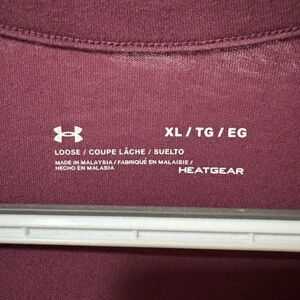 XL / TG / EG
LOOSE / COUPE LÂCHE / SUELTO
MADE IN MALAYSIA / FABRIQUÉ EN MALAISIE /
HECHO EN MALASIA
HEATGEAR